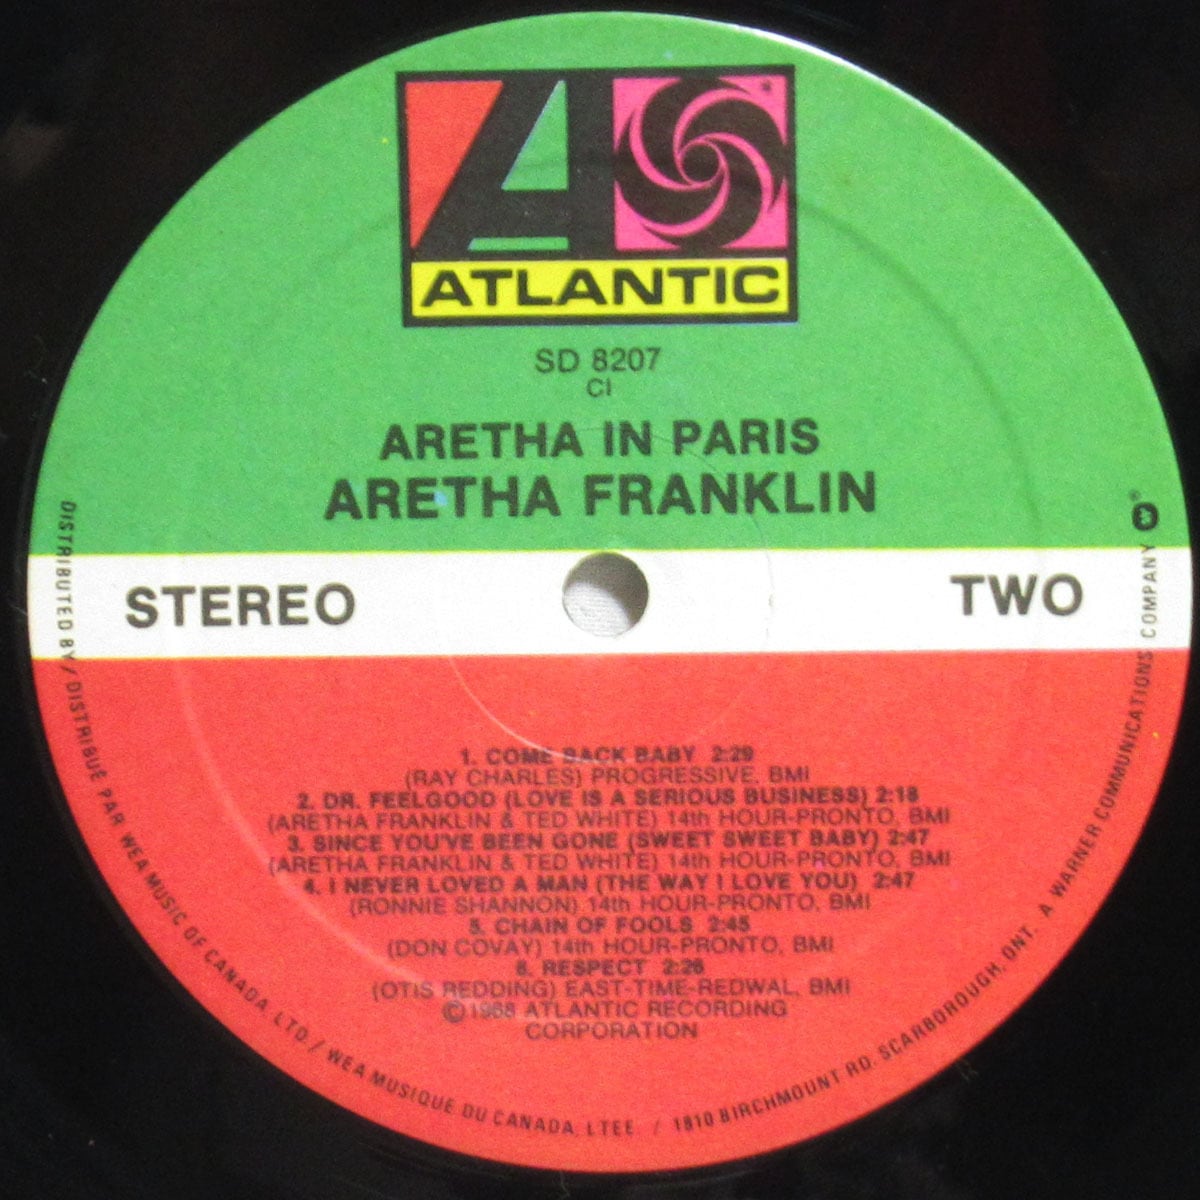 ATLANTIC
SD 8207
CI
ARETHA IN PARIS
ARETHA FRANKLIN
STEREO
TWO
1. COME BACK BABY 2:29
(RAY CHARLES) PROGRESSIVE, BMI
2. DR. FEELGOOD (LOVE IS A SERIOUS BUSINESS) 2:18
(ARETHA FRANKLIN & TED WHITE) 14th HOUR-PRONTO, BMI
3. SINCE YOU'VE BEEN GONE (SWEET SWEET BABY) 2:47
(ARETHA FRANKLIN & TED WHITE) 14th HOUR-PRONTO, BMI
4. I NEVER LOVED A MAN (THE WAY I LOVE YOU) 2:47
(RONNIE SHANNON) 14th HOUR-PRONTO, BMI
5. CHAIN OF FOOLS 2:45
(DON COVAY) 14th HOUR-PRONTO, BMI
6. RESPECT 2:26
(OTIS REDDING) EAST-TIME-REDWAL, BMI
©1968 ATLANTIC RECORDING
CORPORATION
DISTRIBUTED BY / DISTRIBUÉ PAR WEA MUSIC OF CANADA, LTD. / WEA MUSIQUE DU CANADA, LTEE / 1810 BIRCHMOUNT RD. SCARBOROUGH, ONT. A WARNER COMMUNICATIONS COMPANY